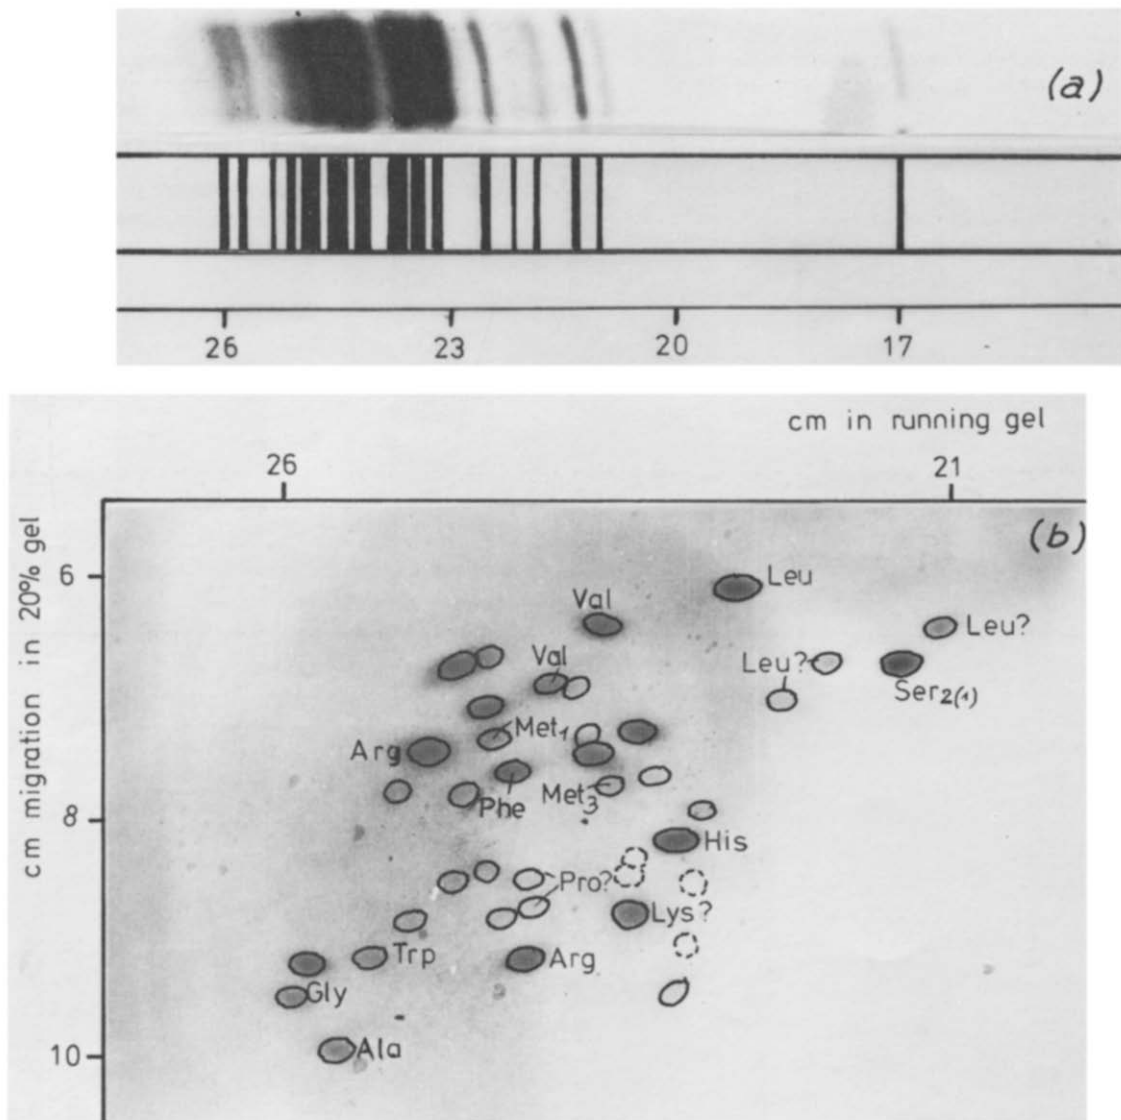 (a)
26 23 20 17
cm in running gel
26 21
(b)
cm migration in 20% gel
6
Leu
Val
Leu?
Val
Leu?
Ser2(1)
Met1
Arg
Phe
Met3
8
His
Pro?
Lys?
Trp
Arg
Gly
Ala
10